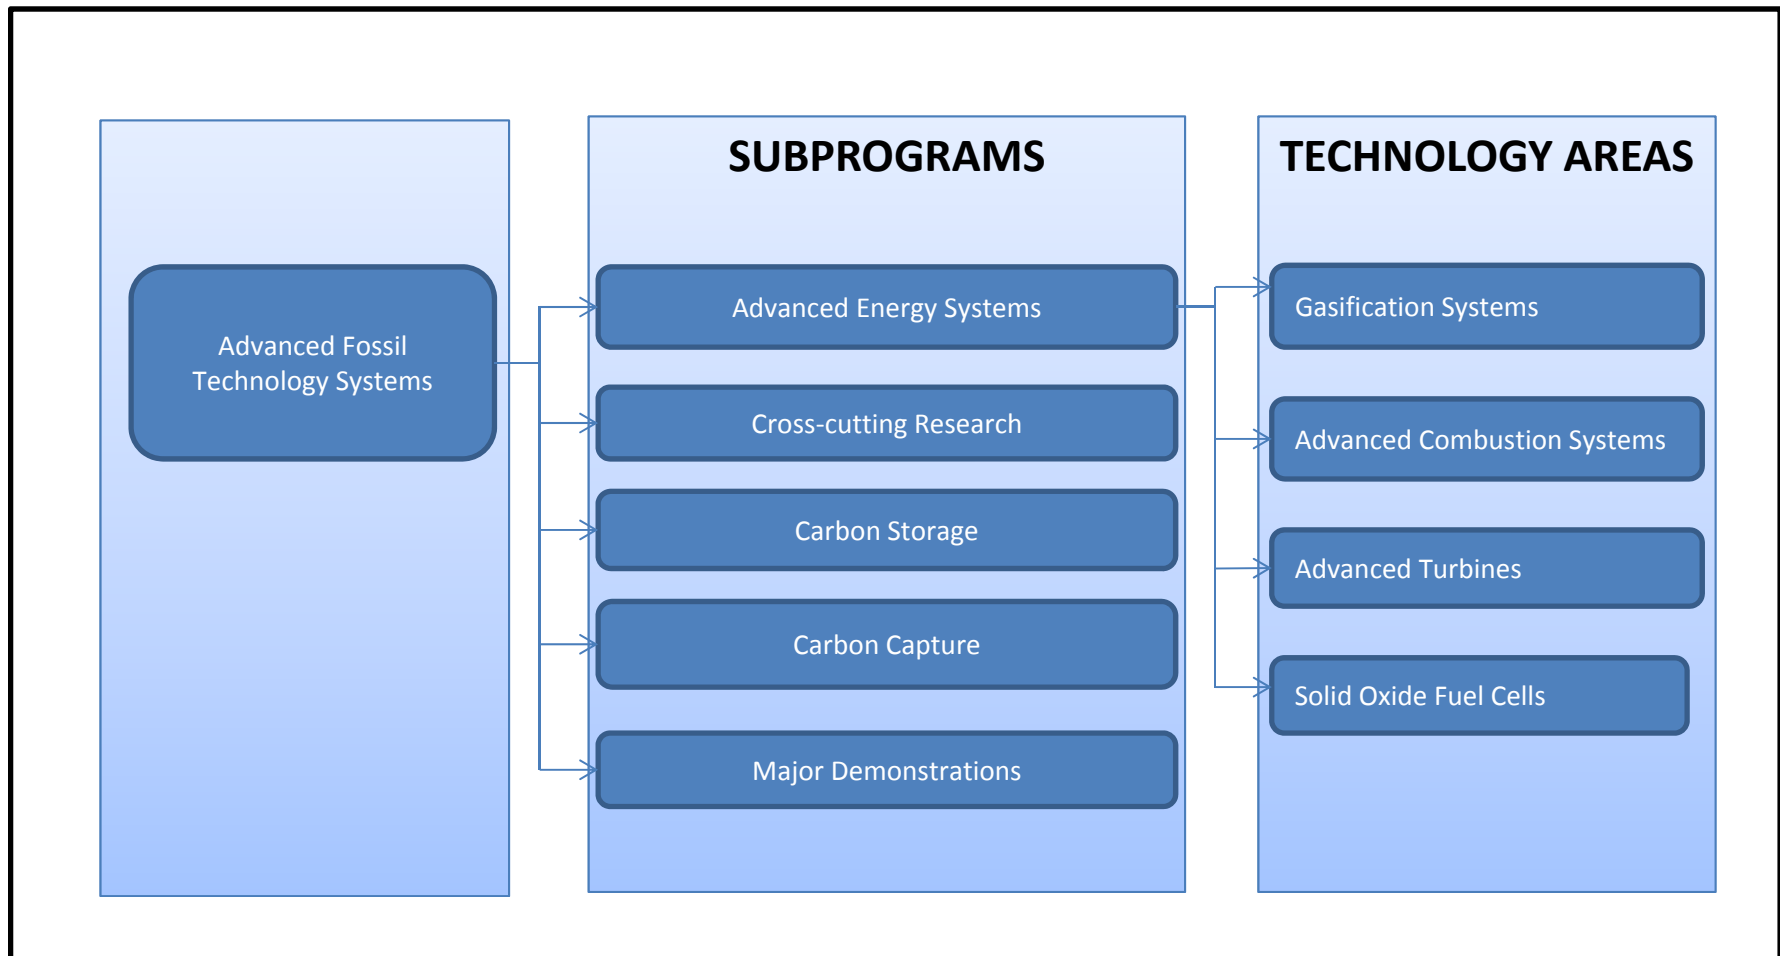 SUBPROGRAMS
TECHNOLOGY AREAS
Advanced Fossil
Technology Systems
Advanced Energy Systems
Cross-cutting Research
Carbon Storage
Carbon Capture
Major Demonstrations
Gasification Systems
Advanced Combustion Systems
Advanced Turbines
Solid Oxide Fuel Cells